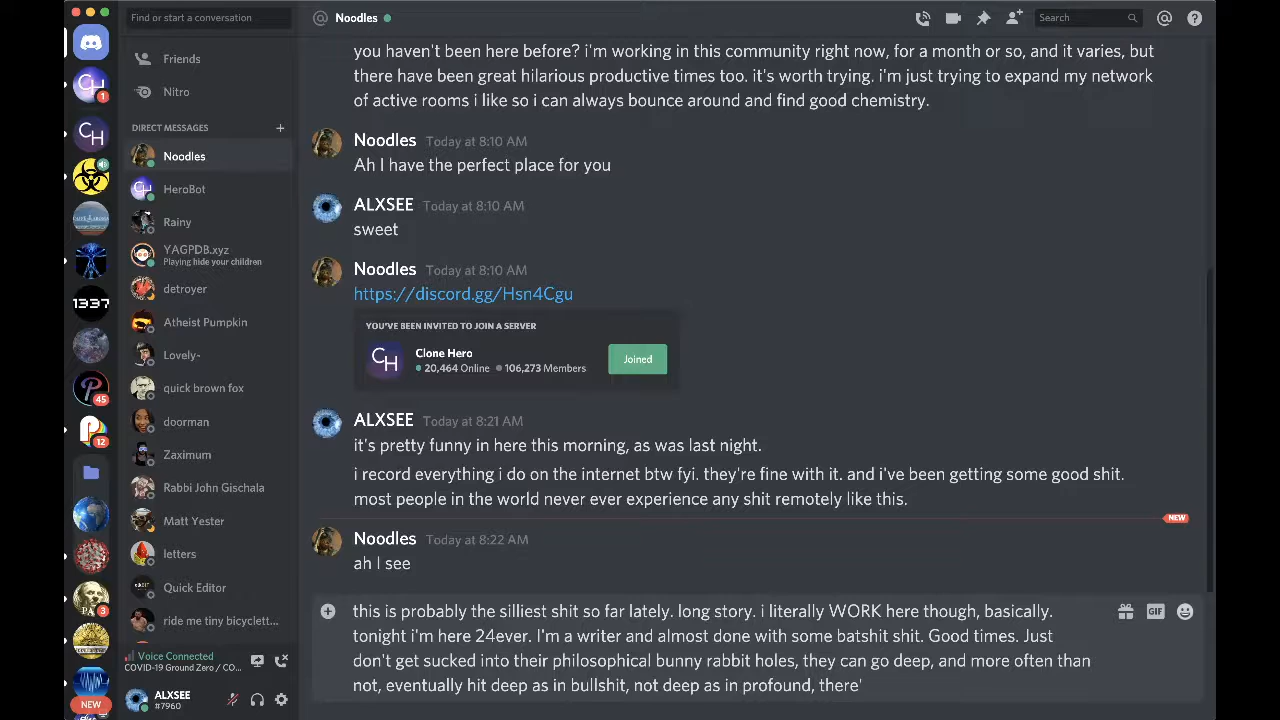 Find or start a conversation
Noodles
Search
Friends
Nitro
DIRECT MESSAGES
Noodles
HeroBot
Rainy
YAGPDB.xyz
Playing hide your children
detroyer
Atheist Pumpkin
Lovely~
quick brown fox
doorman
Zaximum
Rabbi John Gischala
Matt Yester
letters
Quick Editor
ride me tiny bicyclett...
Voice Connected
COVID-19 Ground Zero / CO...
ALXSEE
#7960
CH
1
CH
1337
45
12
3
NEW
you haven't been here before? i'm working in this community right now, for a month or so, and it varies, but
there have been great hilarious productive times too. it's worth trying. i'm just trying to expand my network
of active rooms i like so i can always bounce around and find good chemistry.
Noodles Today at 8:10 AM
Ah I have the perfect place for you
ALXSEE Today at 8:10 AM
sweet
Noodles Today at 8:10 AM
https://discord.gg/Hsn4Cgu
YOU'VE BEEN INVITED TO JOIN A SERVER
CH
Clone Hero
20,464 Online 106,273 Members
Joined
ALXSEE Today at 8:21 AM
it's pretty funny in here this morning, as was last night.
i record everything i do on the internet btw fyi. they're fine with it. and i've been getting some good shit.
most people in the world never ever experience any shit remotely like this.
NEW
Noodles Today at 8:22 AM
ah I see
this is probably the silliest shit so far lately. long story. i literally WORK here though, basically.
tonight i'm here 24ever. I'm a writer and almost done with some batshit shit. Good times. Just
don't get sucked into their philosophical bunny rabbit holes, they can go deep, and more often than
not, eventually hit deep as in bullshit, not deep as in profound, there'
GIF